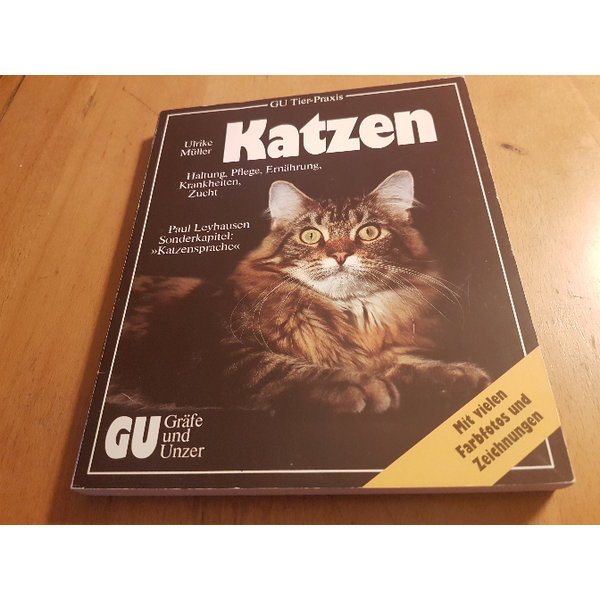 GU Tier-Praxis
Ulrike
Müller
Katzen
Haltung, Pflege, Ernährung,
Krankheiten,
Zucht
Paul Leyhausen
Sonderkapitel:
»Katzensprache«
GU
Gräfe
und
Unzer
Mit vielen
Farbfotos und
Zeichnungen